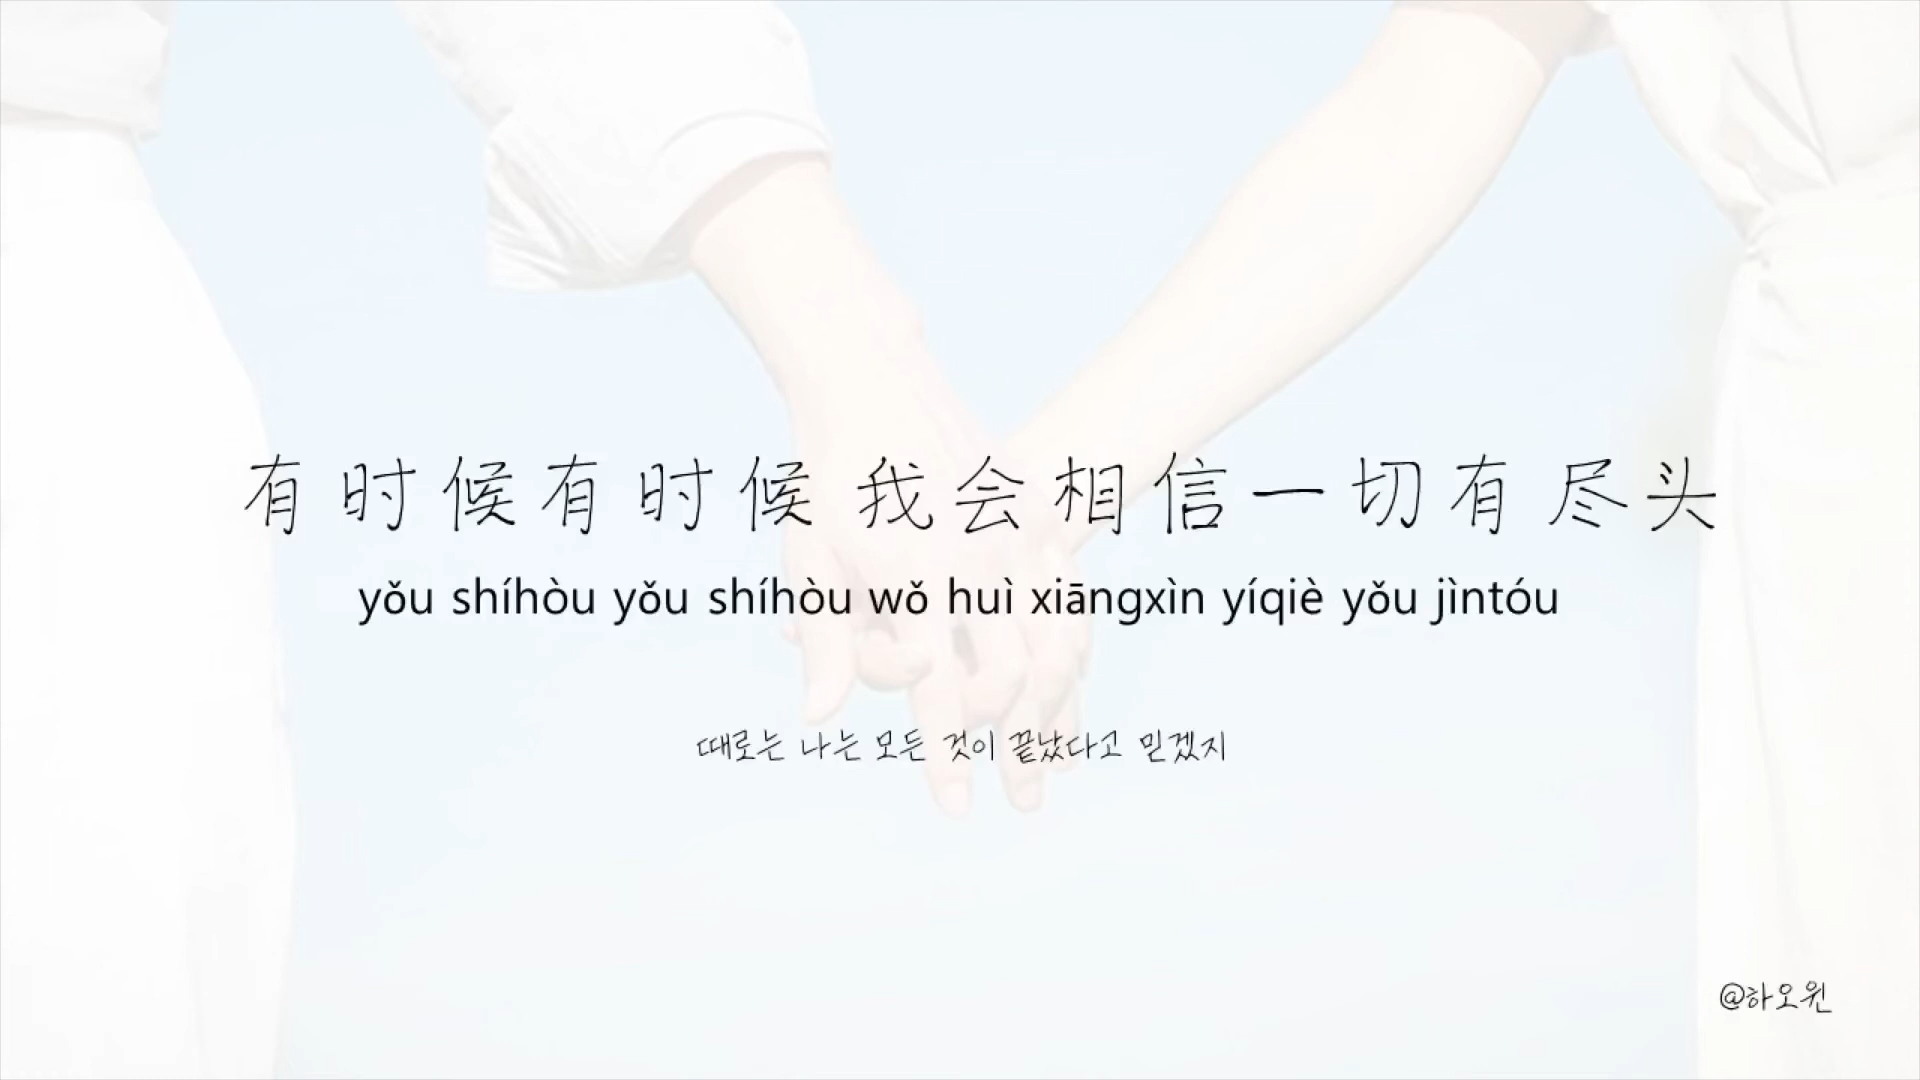 有时候有时候 我会相信一切有尽头
yǒu shíhòu yǒu shíhòu wǒ huì xiāngxìn yíqiè yǒu jìntóu
때로는 나는 모든 것이 끝났다고 믿겠지
@하오원